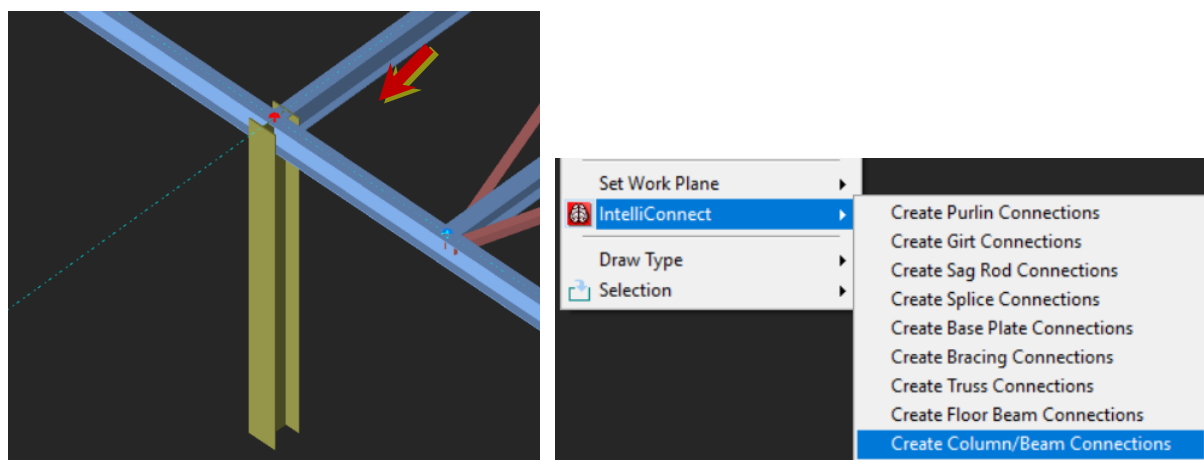 Set Work Plane
IntelliConnect
Draw Type
Selection
Create Purlin Connections
Create Girt Connections
Create Sag Rod Connections
Create Splice Connections
Create Base Plate Connections
Create Bracing Connections
Create Truss Connections
Create Floor Beam Connections
Create Column/Beam Connections